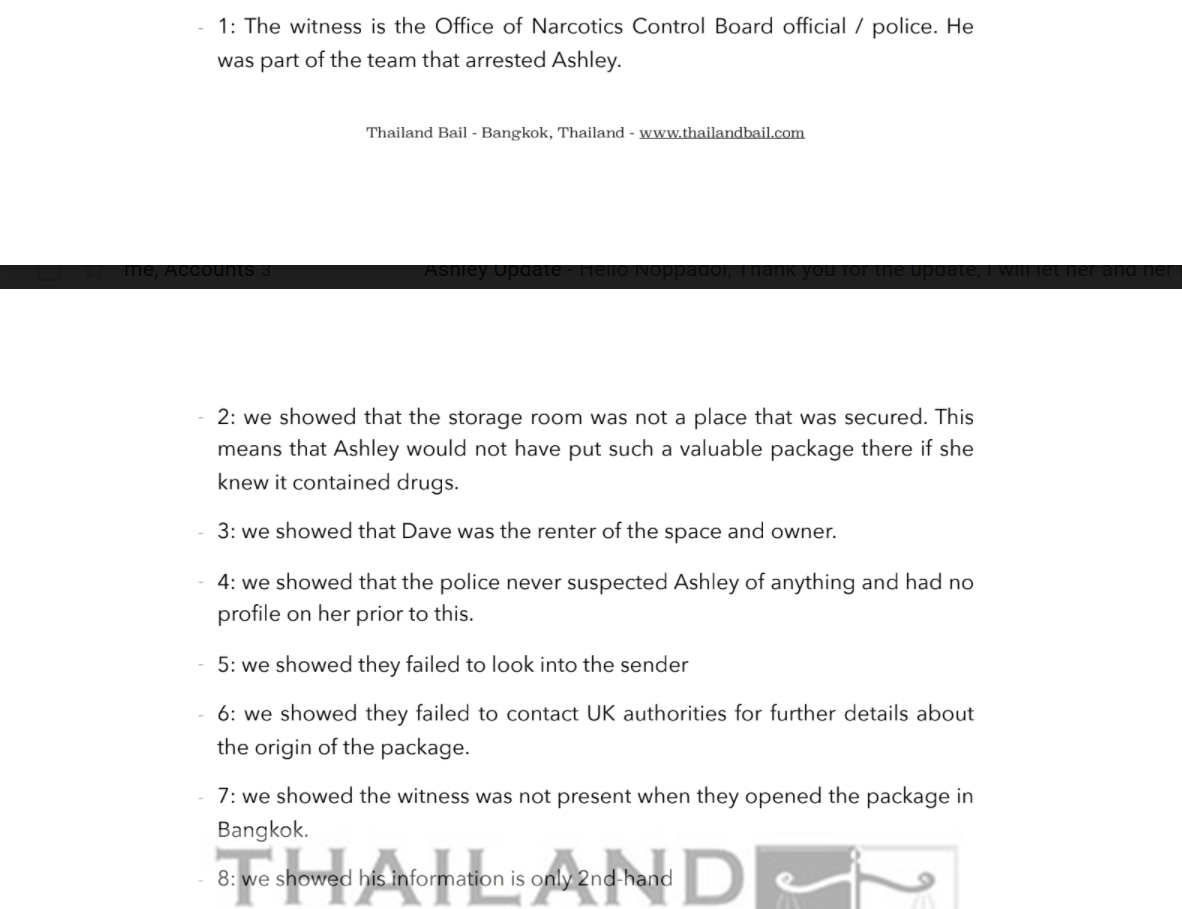 - 1: The witness is the Office of Narcotics Control Board official / police. He
was part of the team that arrested Ashley.
Thailand Bail - Bangkok, Thailand - www.thailandbail.com
me, Accounts 3 Ashley Update - Hello Noppadol, Thank you for the update, I will let her and her
- 2: we showed that the storage room was not a place that was secured. This
means that Ashley would not have put such a valuable package there if she
knew it contained drugs.
- 3: we showed that Dave was the renter of the space and owner.
- 4: we showed that the police never suspected Ashley of anything and had no
profile on her prior to this.
- 5: we showed they failed to look into the sender
- 6: we showed they failed to contact UK authorities for further details about
the origin of the package.
- 7: we showed the witness was not present when they opened the package in
Bangkok.
THAILAND
- 8: we showed his information is only 2nd-hand